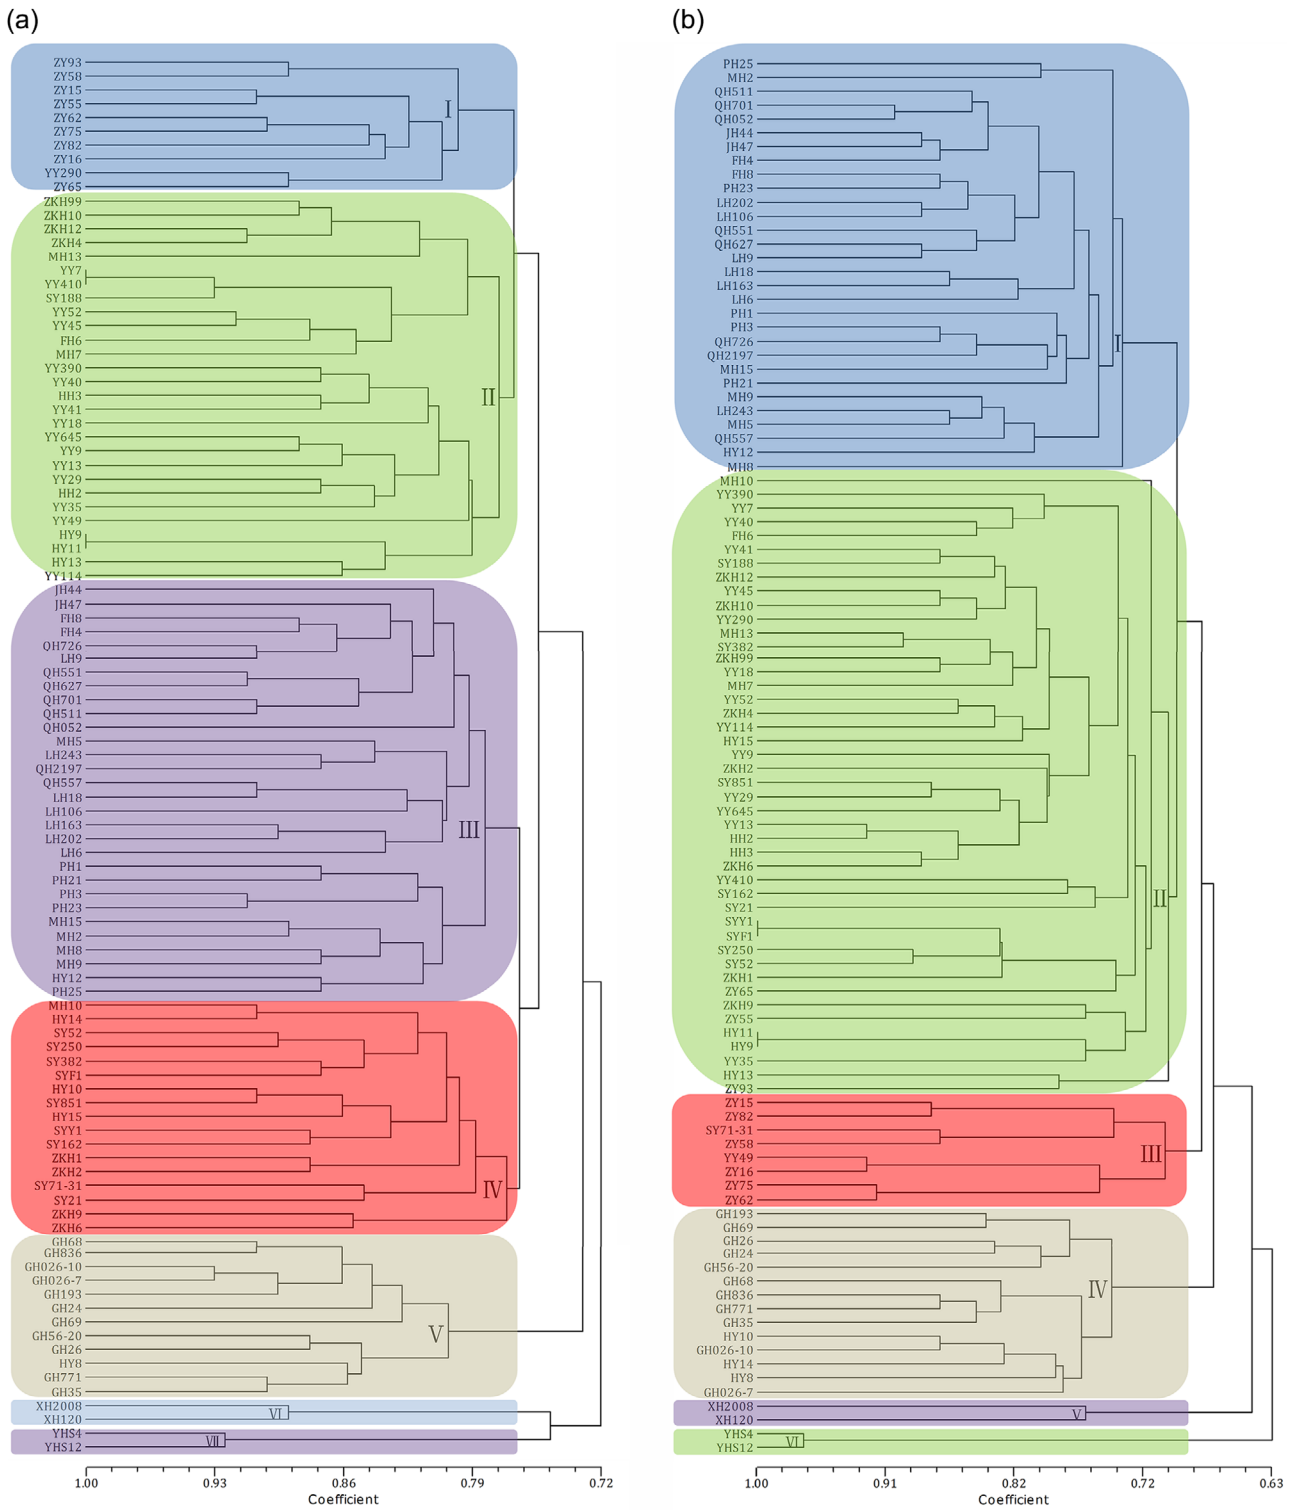 (a)
ZY93
ZY58
ZY15
ZY55
ZY62
ZY75
ZY82
ZY16
YY290
ZY65
I
ZKH99
ZKH10
ZKH12
ZKH4
MH13
YY7
YY410
SY188
YY52
YY45
FH6
MH7
YY390
YY40
HH3
YY41
YY18
YY645
YY9
YY13
YY29
HH2
YY35
YY49
HY9
HY11
HY13
YY114
II
JH44
JH47
FH8
FH4
QH726
LH9
QH551
QH627
QH701
QH511
QH052
MH5
LH243
QH2197
QH557
LH18
LH106
LH163
LH202
LH6
PH1
PH21
PH3
PH23
MH15
MH2
MH8
MH9
HY12
PH25
III
MH10
HY14
SY52
SY250
SY382
SYF1
HY10
SY851
HY15
SYY1
SY162
ZKH1
ZKH2
SY71-31
SY21
ZKH9
ZKH6
IV
GH68
GH836
GH026-10
GH026-7
GH193
GH24
GH69
GH56-20
GH26
HY8
GH771
GH35
V
XH2008
XH120
VI
YHS4
YHS12
VII
1.00 0.93 0.86 0.79 0.72
Coefficient
(b)
PH25
MH2
QH511
QH701
QH052
JH44
JH47
FH4
FH8
PH23
LH202
LH106
QH551
QH627
LH9
LH18
LH163
LH6
PH1
PH3
QH726
QH2197
MH15
PH21
MH9
LH243
MH5
QH557
HY12
MH8
I
MH10
YY390
YY7
YY40
FH6
YY41
SY188
ZKH12
YY45
ZKH10
YY290
MH13
SY382
ZKH99
YY18
MH7
YY52
ZKH4
YY114
HY15
YY9
ZKH2
SY851
YY29
YY645
YY13
HH2
HH3
ZKH6
YY410
SY162
SY21
SYY1
SYF1
SY250
SY52
ZKH1
ZY65
ZKH9
ZY55
HY11
HY9
YY35
HY13
ZY93
II
ZY15
ZY82
SY71-31
ZY58
YY49
ZY16
ZY75
ZY62
III
GH193
GH69
GH26
GH24
GH56-20
GH68
GH836
GH771
GH35
HY10
GH026-10
HY14
HY8
GH026-7
IV
XH2008
XH120
V
YHS4
YHS12
VI
1.00 0.91 0.82 0.72 0.63
Coefficient